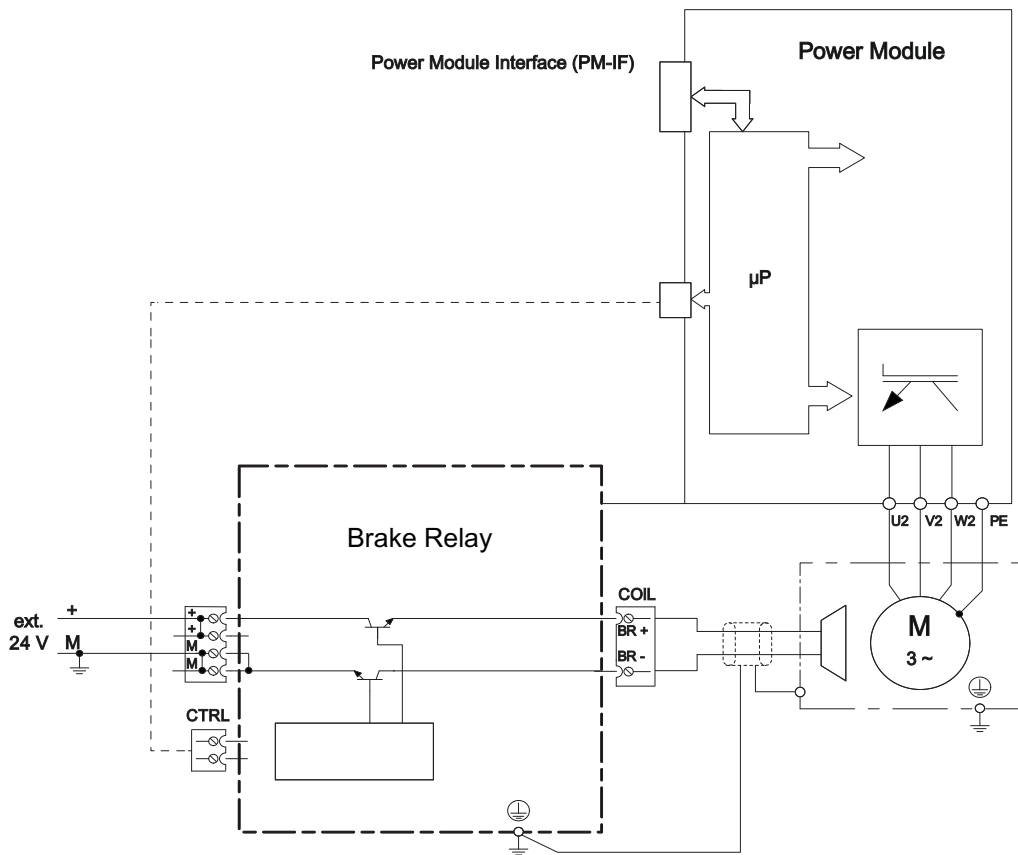 Power Module
Power Module Interface (PM-IF)
µP
U2 V2 W2 PE
Brake Relay
COIL
ext.
24 V
+
M
+
+
M
M
BR +
BR -
M
3 ~
CTRL